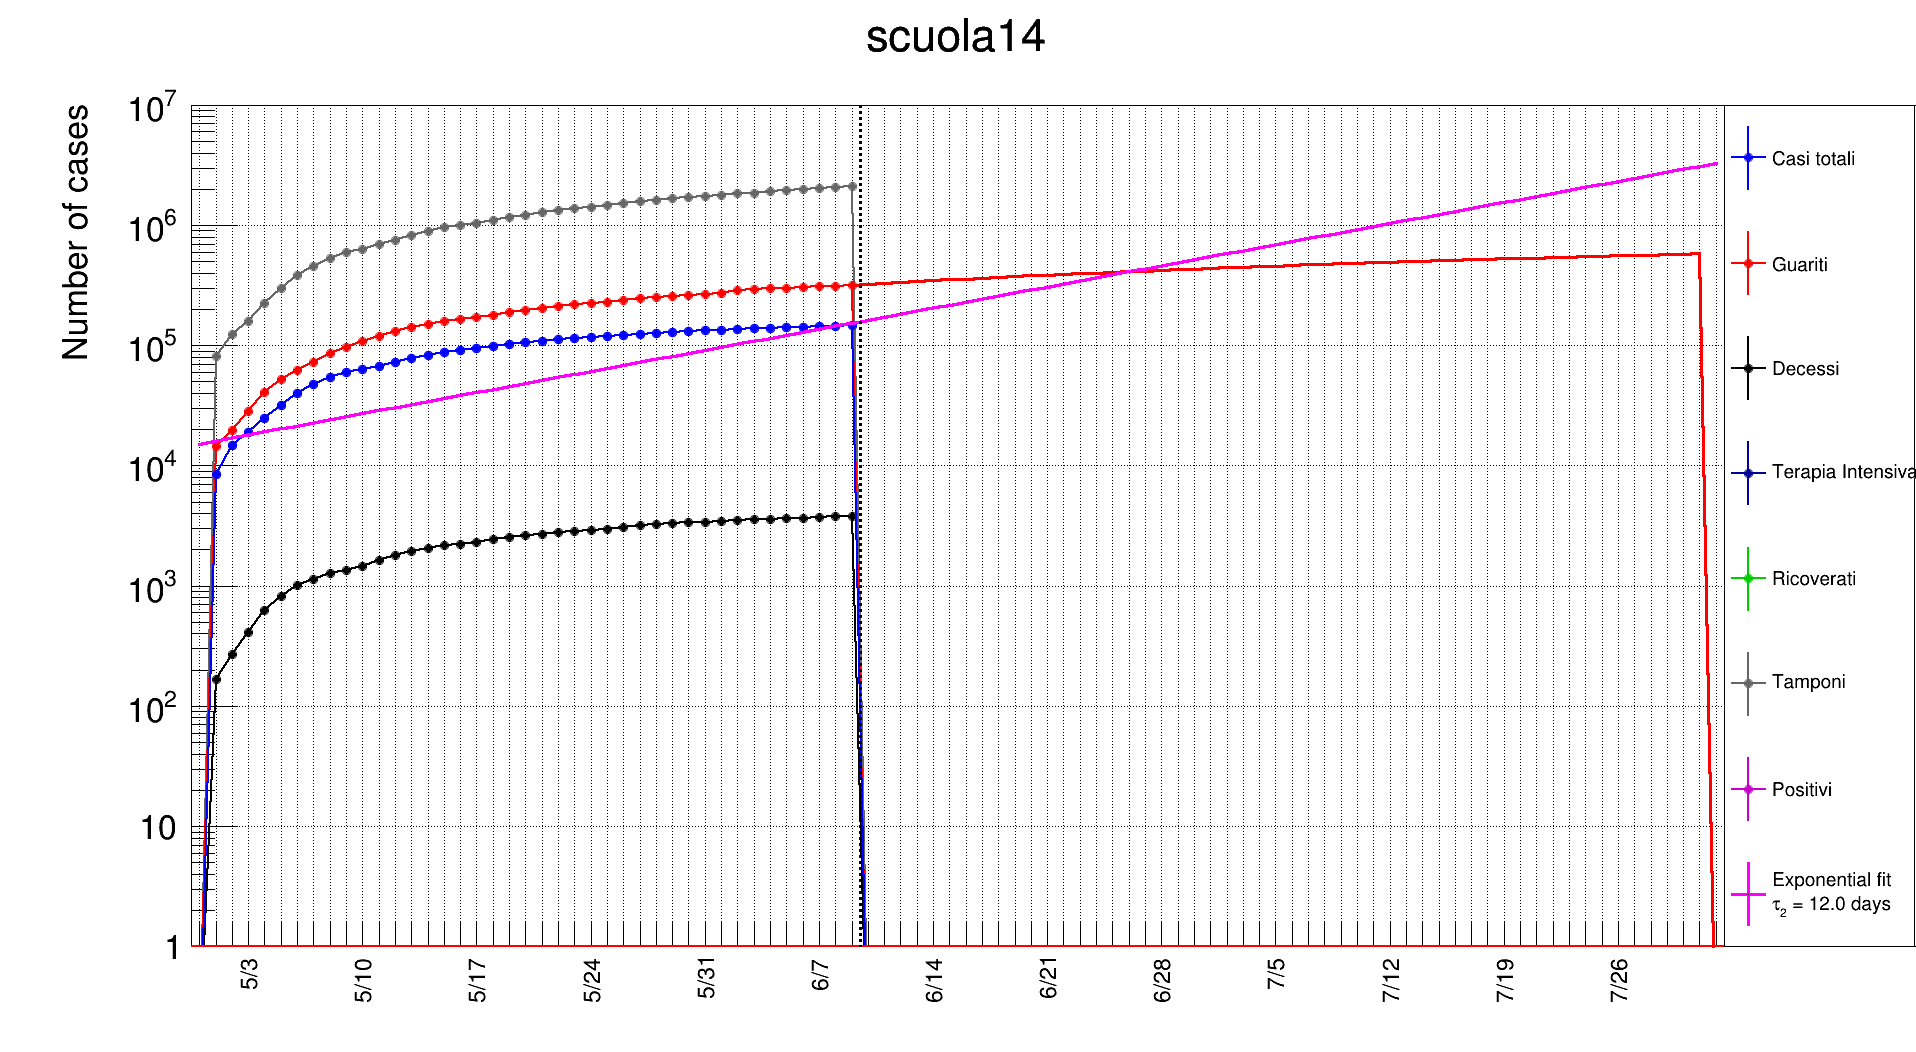 scuola14
Number of cases
10^7
10^6
10^5
10^4
10^3
10^2
10
1
5/3
5/10
5/17
5/24
5/31
6/7
6/14
6/21
6/28
7/5
7/12
7/19
7/26
Casi totali
Guariti
Decessi
Terapia Intensiva
Ricoverati
Tamponi
Positivi
Exponential fit
τ₂ = 12.0 days